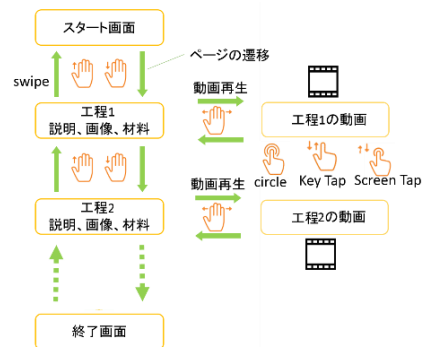 スタート画面
ページの遷移
swipe
動画再生
工程1
説明、画像、材料
工程1の動画
circle
Key Tap
Screen Tap
動画再生
工程2
説明、画像、材料
工程2の動画
終了画面